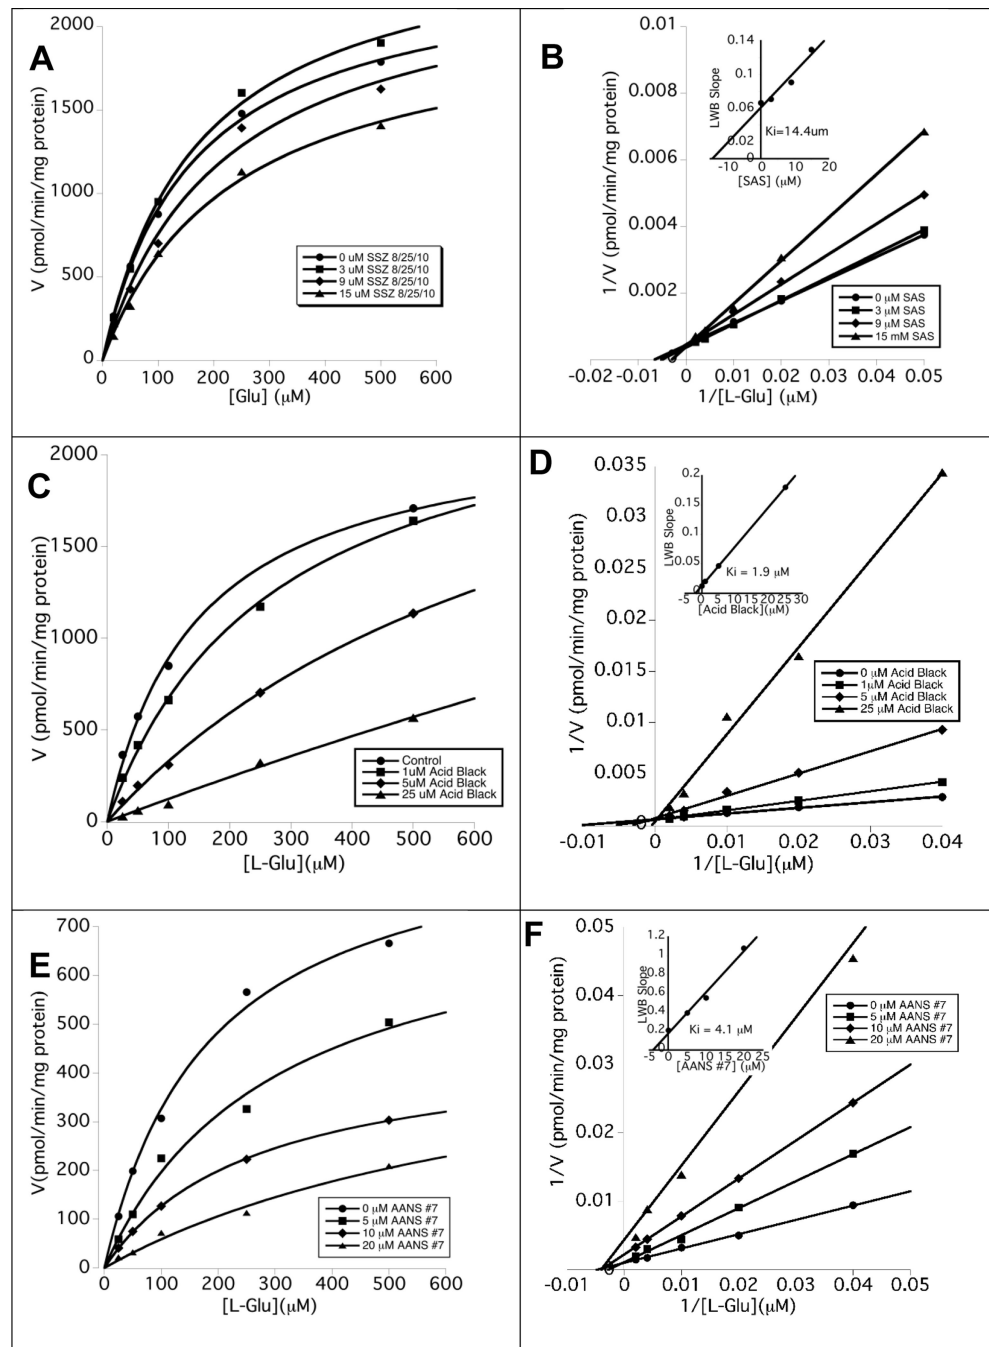 A
V (pmol/min/mg protein)
2000
1500
1000
500
0
0 uM SSZ 8/25/10
3 uM SSZ 8/25/10
9 uM SSZ 8/25/10
15 uM SSZ 8/25/10
0 100 200 300 400 500 600
[Glu] (μM)
B
1/V (pmol/min/mg protein)
0.01
0.008
0.006
0.004
0.002
0
LWB Slope
0.14
0.1
0.06
0.02
0
Ki=14.4um
-10 0 10 20
[SAS] (μM)
0 μM SAS
3 μM SAS
9 μM SAS
15 mM SAS
-0.02 -0.01 0 0.01 0.02 0.03 0.04 0.05
1/[L-Glu] (μM)
C
V (pmol/min/mg protein)
2000
1500
1000
500
0
Control
1uM Acid Black
5uM Acid Black
25 uM Acid Black
0 100 200 300 400 500 600
[L-Glu](μM)
D
1/V (pmol/min/mg protein)
0.035
0.03
0.025
0.02
0.015
0.01
0.005
0
LWB Slope
0.2
0.15
0.1
0.05
0
Ki = 1.9 μM
-5 0 5 10 15 20 25 30
[Acid Black](μM)
0 μM Acid Black
1μM Acid Black
5 μM Acid Black
25 μM Acid Black
-0.01 0 0.01 0.02 0.03 0.04
1/[L-Glu](μM)
E
V(pmol/min/mg protein)
700
600
500
400
300
200
100
0
0 μM AANS #7
5 μM AANS #7
10 μM AANS #7
20 μM AANS #7
0 100 200 300 400 500 600
[L-Glu](μM)
F
1/V (pmol/min/mg protein)
0.05
0.04
0.03
0.02
0.01
0
LWB Slope
1.2
1
0.8
0.6
0.4
0.2
0
Ki = 4.1 μM
-5 0 5 10 15 20 25
[AANS #7] (μM)
0 μM AANS #7
5 μM AANS #7
10 μM AANS #7
20 μM AANS #7
-0.01 0 0.01 0.02 0.03 0.04 0.05
1/[L-Glu](μM)